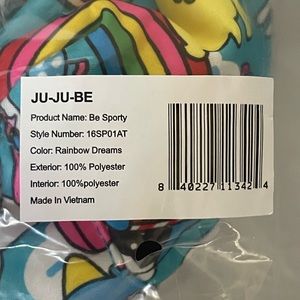 JU-JU-BE
Product Name: Be Sporty
Style Number: 16SP01AT
Color: Rainbow Dreams
Exterior: 100% Polyester
Interior: 100%polyester
Made In Vietnam
8 40227 11342 4